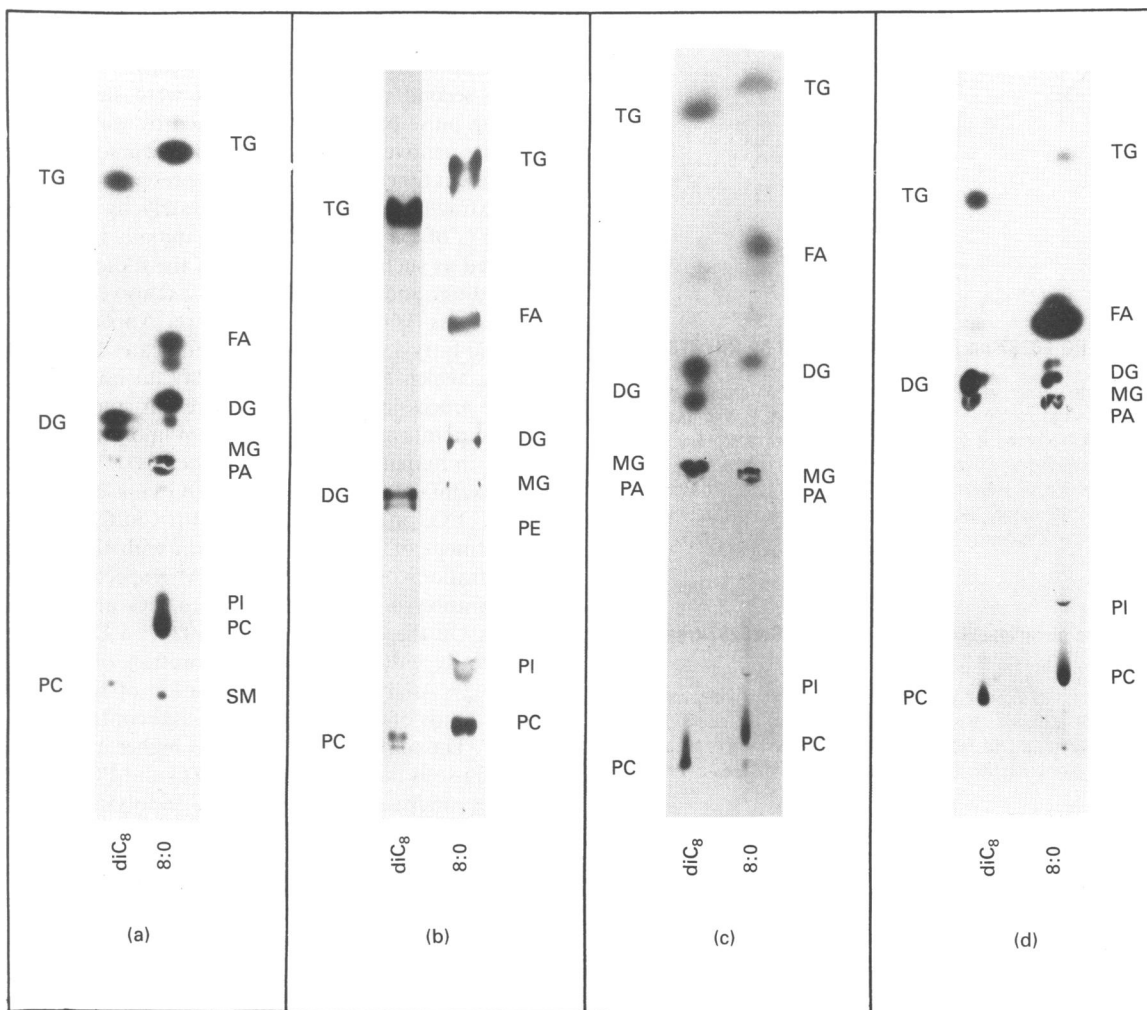 TG
DG
PC
TG
FA
DG
MG
PA
PI
PC
SM
diC8
8:0
(a)
TG
DG
PC
TG
FA
DG
MG
PE
PI
PC
diC8
8:0
(b)
TG
DG
MG
PA
PC
TG
FA
DG
MG
PA
PI
PC
diC8
8:0
(c)
TG
DG
PC
TG
FA
DG
MG
PA
PI
PC
diC8
8:0
(d)